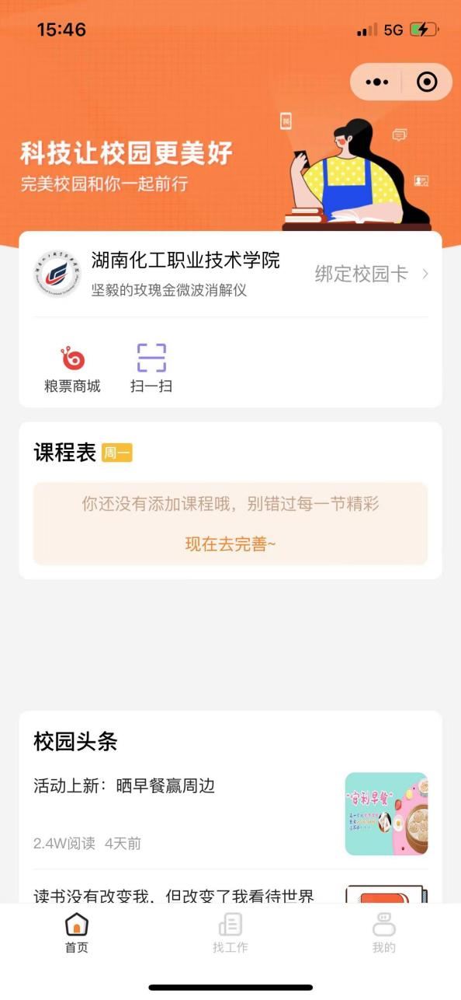 15:46
5G
科技让校园更美好
完美校园和你一起前行
湖南化工职业技术学院
坚毅的玫瑰金微波消解仪
绑定校园卡
粮票商城
扫一扫
课程表
周一
你还没有添加课程哦，别错过每一节精彩
现在去完善~
校园头条
活动上新：晒早餐赢周边
"安利早餐"
2.4W阅读 4天前
读书没有改变我，但改变了我看待世界
首页
找工作
我的